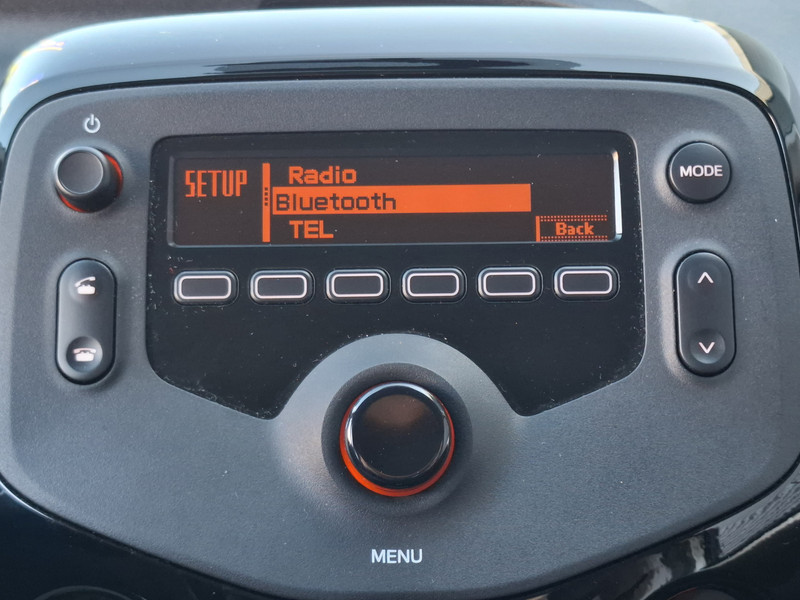 SETUP
Radio
Bluetooth
TEL
Back
MODE
MENU